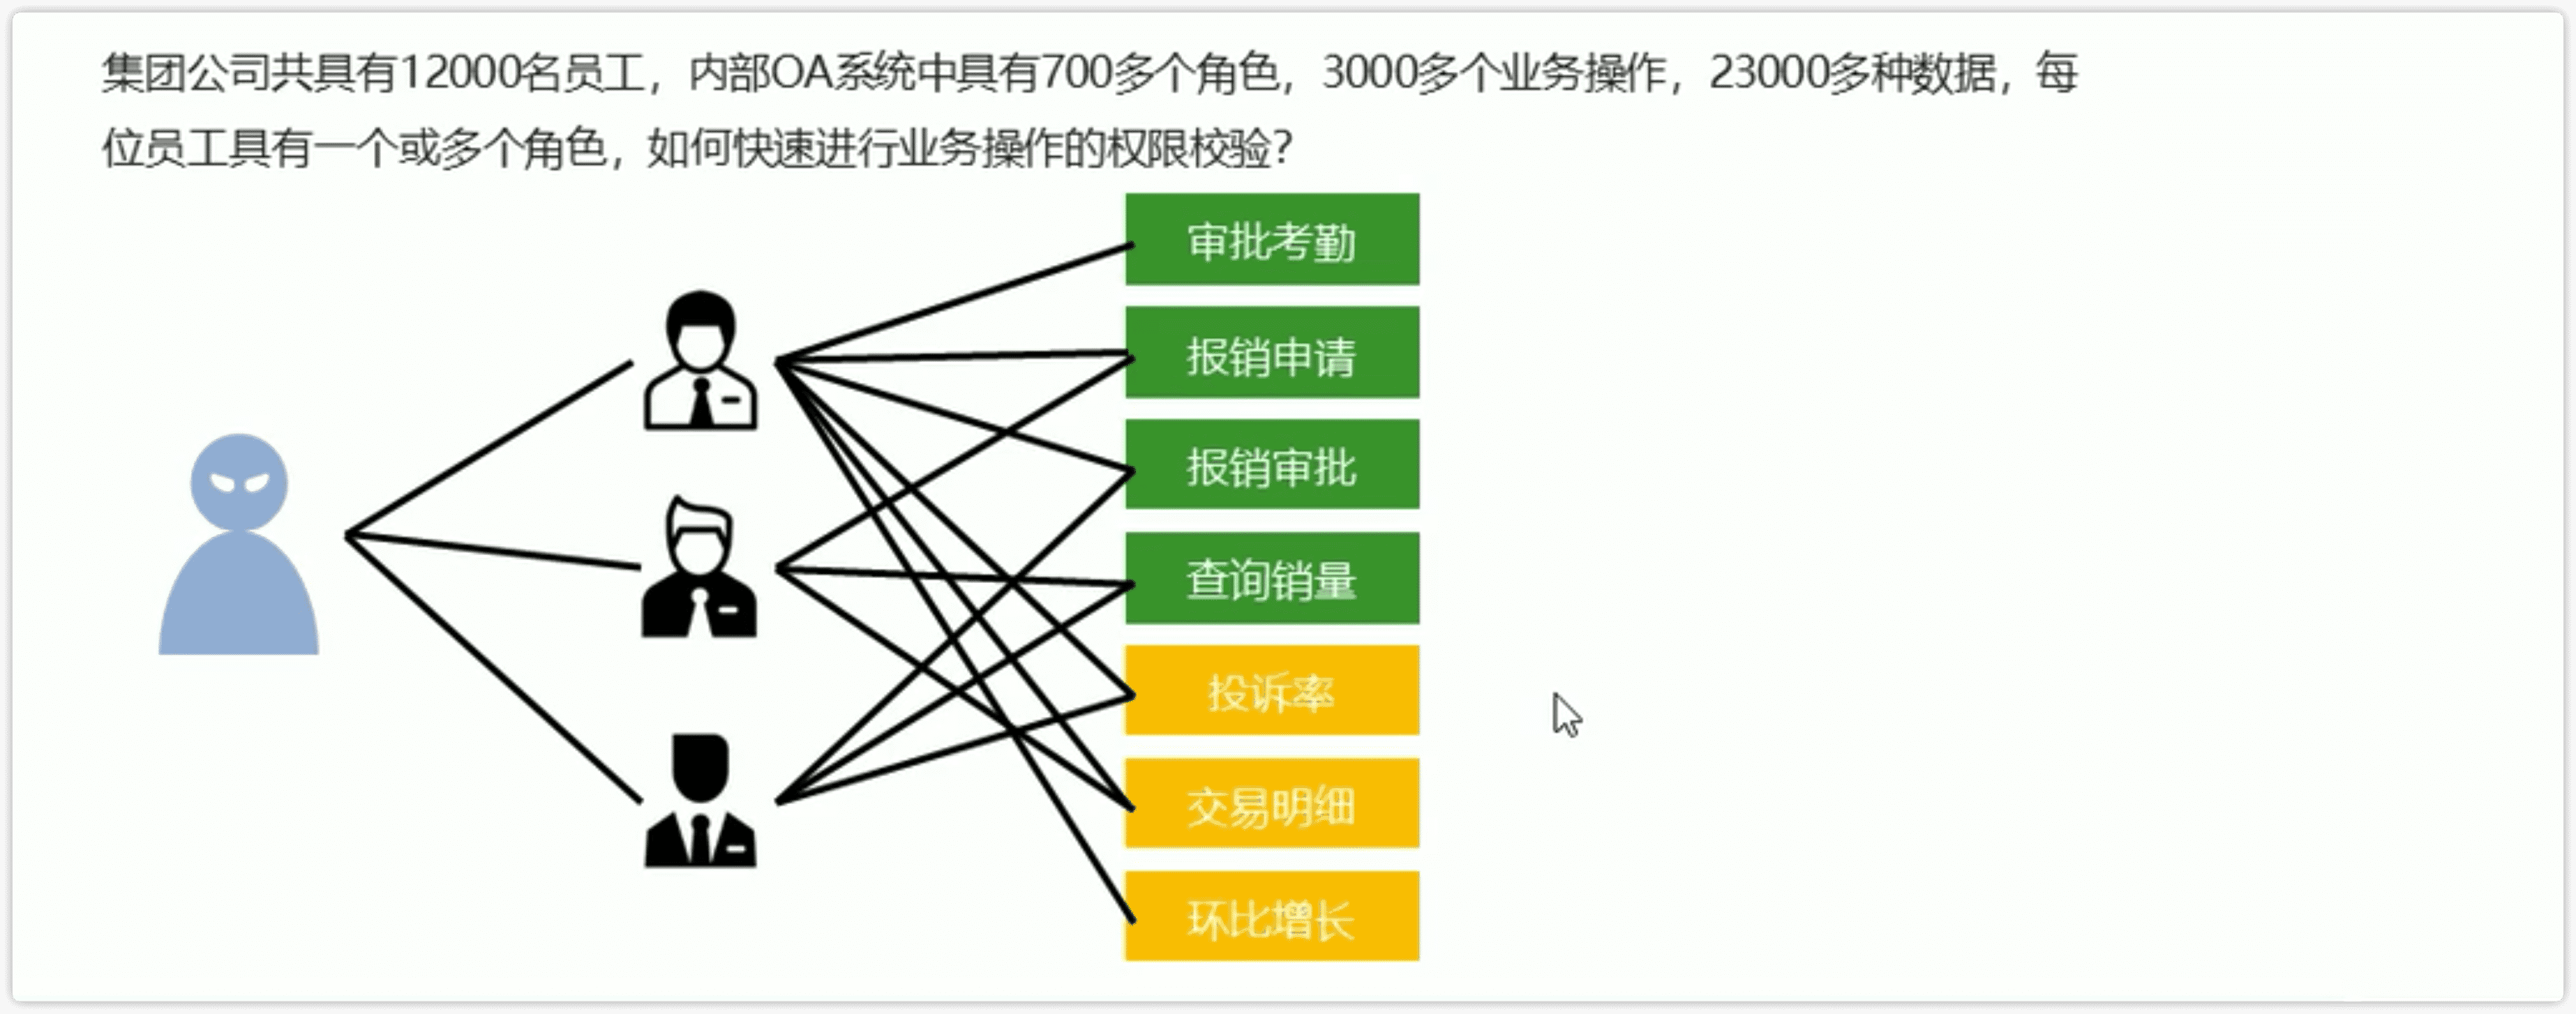 集团公司共具有12000名员工，内部OA系统中具有700多个角色，3000多个业务操作，23000多种数据，每
位员工具有一个或多个角色，如何快速进行业务操作的权限校验？
审批考勤
报销申请
报销审批
查询销量
投诉率
交易明细
环比增长